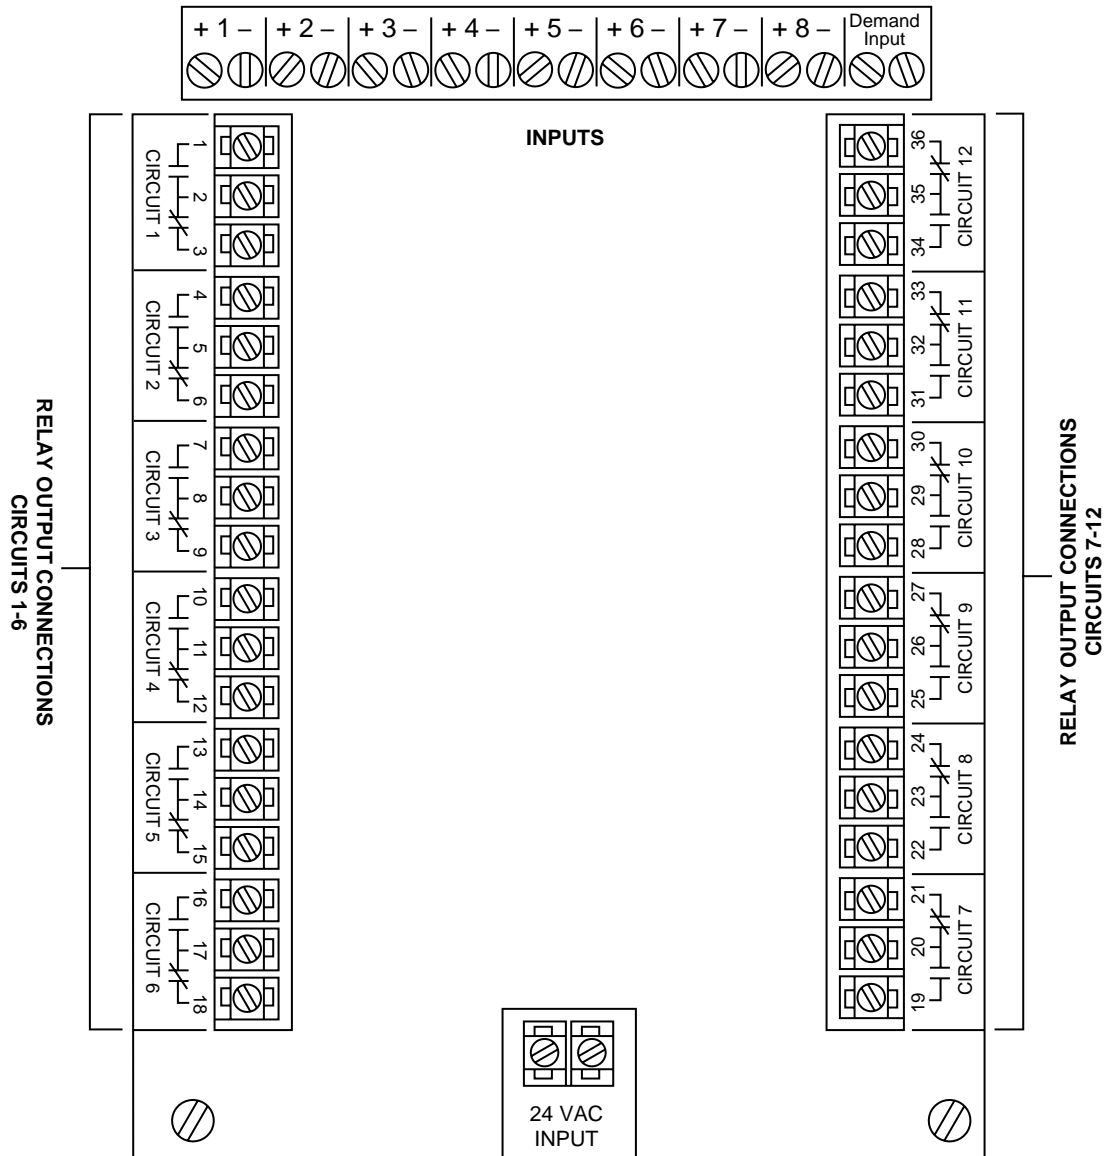 + 1 – + 2 – + 3 – + 4 – + 5 – + 6 – + 7 – + 8 – Demand
Input
INPUTS
RELAY OUTPUT CONNECTIONS
CIRCUITS 1-6
CIRCUIT 1
1
2
3
CIRCUIT 2
4
5
6
CIRCUIT 3
7
8
9
CIRCUIT 4
10
11
12
CIRCUIT 5
13
14
15
CIRCUIT 6
16
17
18
36
35
34
CIRCUIT 12
33
32
31
CIRCUIT 11
30
29
28
CIRCUIT 10
27
26
25
CIRCUIT 9
24
23
22
CIRCUIT 8
21
20
19
CIRCUIT 7
RELAY OUTPUT CONNECTIONS
CIRCUITS 7-12
24 VAC
INPUT